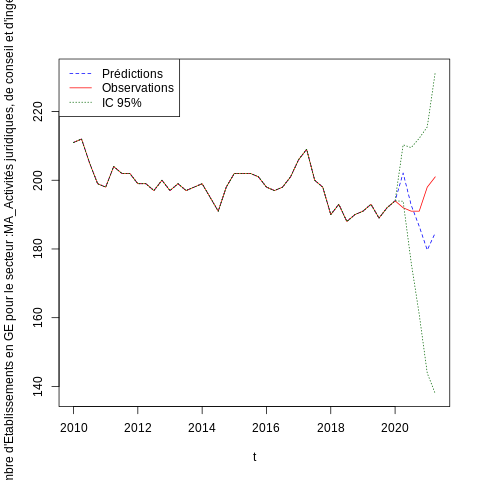 mbre d'Etablissements en GE pour le secteur :MA_Activités juridiques, de conseil et d'ingé
Prédictions
Observations
IC 95%
220
200
180
160
140
2010 2012 2014 2016 2018 2020
t